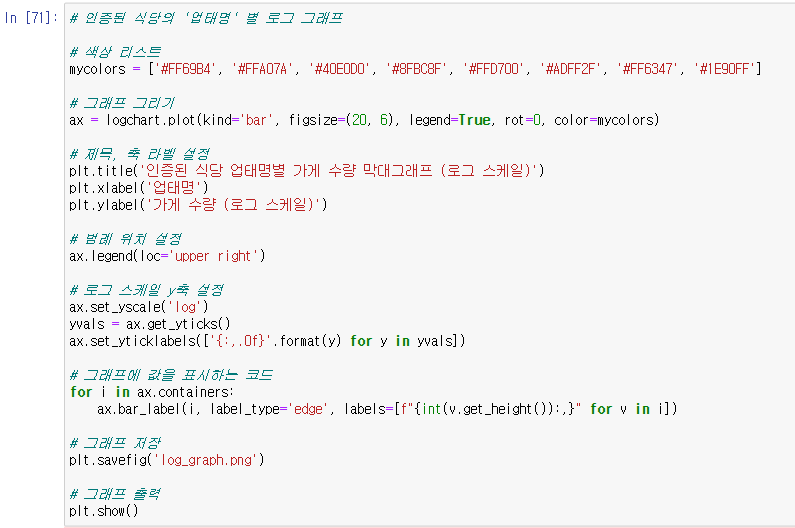 In [71]:
# 인증된 식당의 '업태명' 별 로그 그래프
# 색상 리스트
mycolors = ['#FF69B4', '#FFA07A', '#40E0D0', '#8FBC8F', '#FFD700', '#ADFF2F', '#FF6347', '#1E90FF']
# 그래프 그리기
ax = logchart.plot(kind='bar', figsize=(20, 6), legend=True, rot=0, color=mycolors)
# 제목, 축 라벨 설정
plt.title('인증된 식당 업태명별 가게 수량 막대그래프 (로그 스케일)')
plt.xlabel('업태명')
plt.ylabel('가게 수량 (로그 스케일)')
# 범례 위치 설정
ax.legend(loc='upper right')
# 로그 스케일 y축 설정
ax.set_yscale('log')
yvals = ax.get_yticks()
ax.set_yticklabels(['{:,.0f}'.format(y) for y in yvals])
# 그래프에 값을 표시하는 코드
for i in ax.containers:
    ax.bar_label(i, label_type='edge', labels=[f"{int(v.get_height()):,}" for v in i])
# 그래프 저장
plt.savefig('log_graph.png')
# 그래프 출력
plt.show()